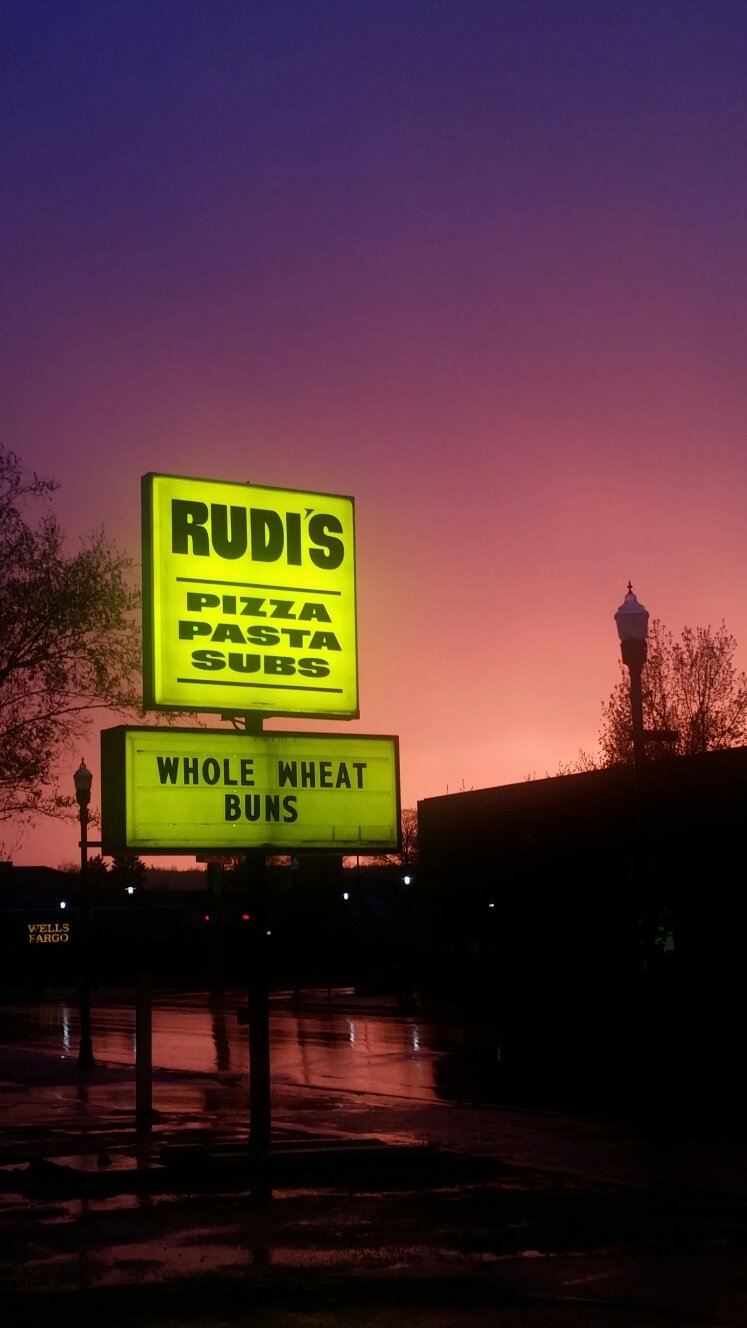 RUDI'S
PIZZA
PASTA
SUBS
WHOLE WHEAT
BUNS
WELLS
FARGO